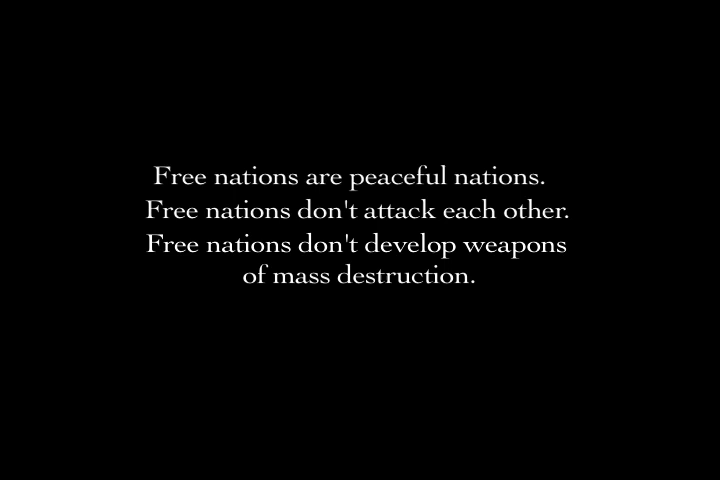 Free nations are peaceful nations.
Free nations don't attack each other.
Free nations don't develop weapons
of mass destruction.